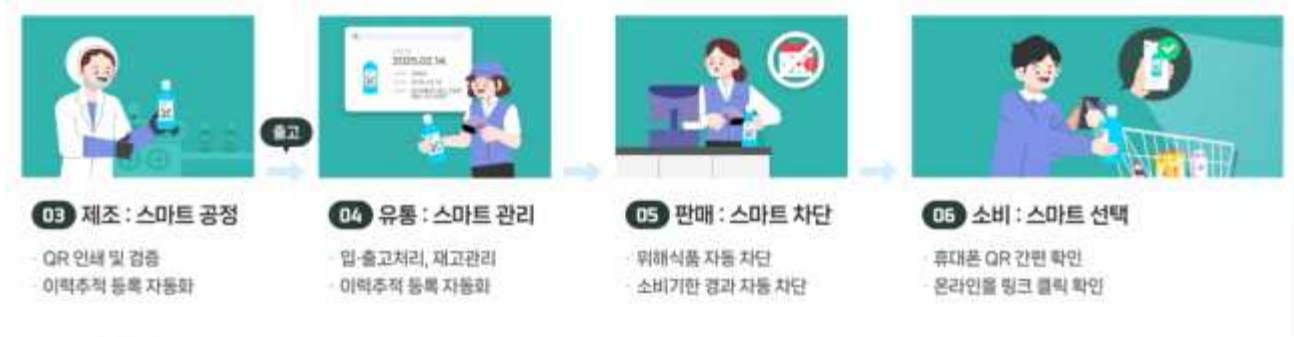 2025.02.14.
출고
03 제조 : 스마트 공정
· QR 인쇄 및 검증
· 이력추적 등록 자동화
04 유통 : 스마트 관리
· 입·출고처리, 재고관리
· 이력추적 등록 자동화
05 판매 : 스마트 차단
· 위해식품 자동 차단
· 소비기한 경과 자동 차단
06 소비 : 스마트 선택
· 휴대폰 QR 간편 확인
· 온라인몰 링크 클릭 확인